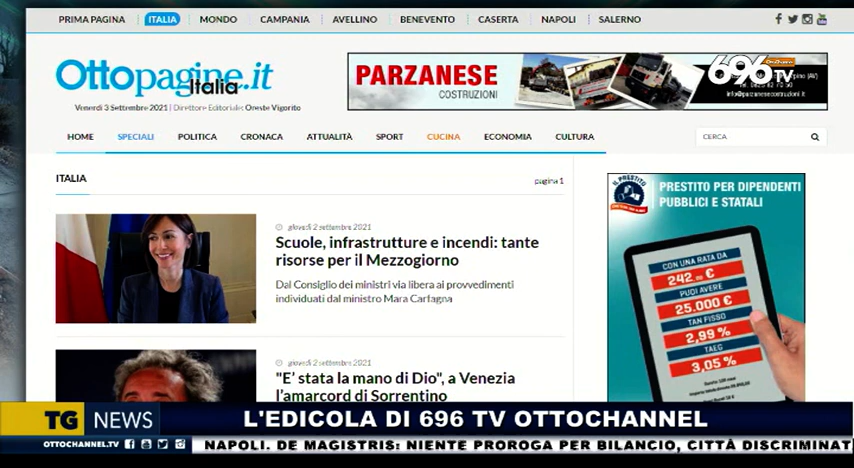 PRIMA PAGINA ITALIA MONDO CAMPANIA AVELLINO BENEVENTO CASERTA NAPOLI SALERNO
Ottopagine.it
Italia
Venerdì 3 Settembre 2021 | Direttore Editoriale: Oreste Vigorito
PARZANESE
COSTRUZIONI
info@parzanesecostruzioni.it
696
TV
HOME SPECIALI POLITICA CRONACA ATTUALITÀ SPORT CUCINA ECONOMIA CULTURA
CERCA
ITALIA
pagina 1
giovedì 2 settembre 2021
Scuole, infrastrutture e incendi: tante
risorse per il Mezzogiorno
Dal Consiglio dei ministri via libera ai provvedimenti
individuati dal ministro Mara Carfagna
giovedì 2 settembre 2021
"E' stata la mano di Dio", a Venezia
l'amarcord di Sorrentino
IL PRESTITO
PRESTITO PER DIPENDENTI
PUBBLICI E STATALI
CON UNA RATA DA
242,00 €
PUOI AVERE
25.000 €
TAN FISSO
2,99 %
TAEG
3,05 %
TG NEWS
L'EDICOLA DI 696 TV OTTOCHANNEL
OTTOCHANNEL.TV
NAPOLI. DE MAGISTRIS: NIENTE PROROGA PER BILANCIO, CITTÀ DISCRIMINAT